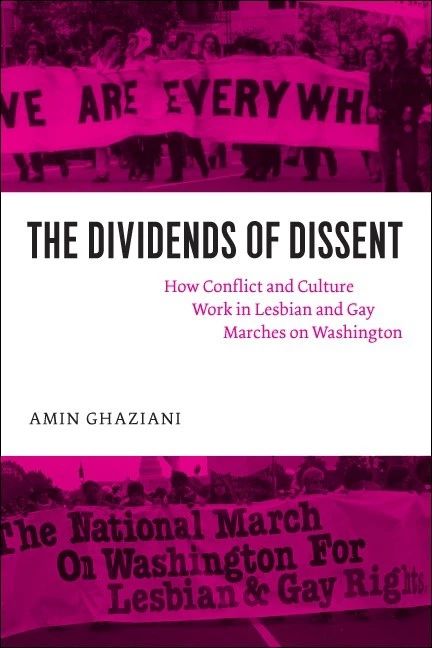 WE ARE EVERYWH
THE DIVIDENDS OF DISSENT
How Conflict and Culture
Work in Lesbian and Gay
Marches on Washington
AMIN GHAZIANI
The National March
On Washington For
Lesbian & Gay Rights